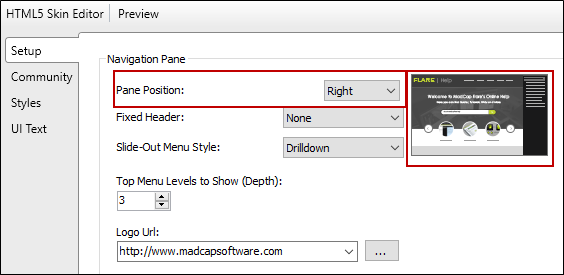 HTML5 Skin Editor Preview
Setup
Community
Styles
UI Text
Navigation Pane
Pane Position: Right
Fixed Header: None
Slide-Out Menu Style: Drilldown
Top Menu Levels to Show (Depth):
3
Logo Url:
http://www.madcapsoftware.com ...
FLARE | Help
Welcome To MadCap Flare's Online Help